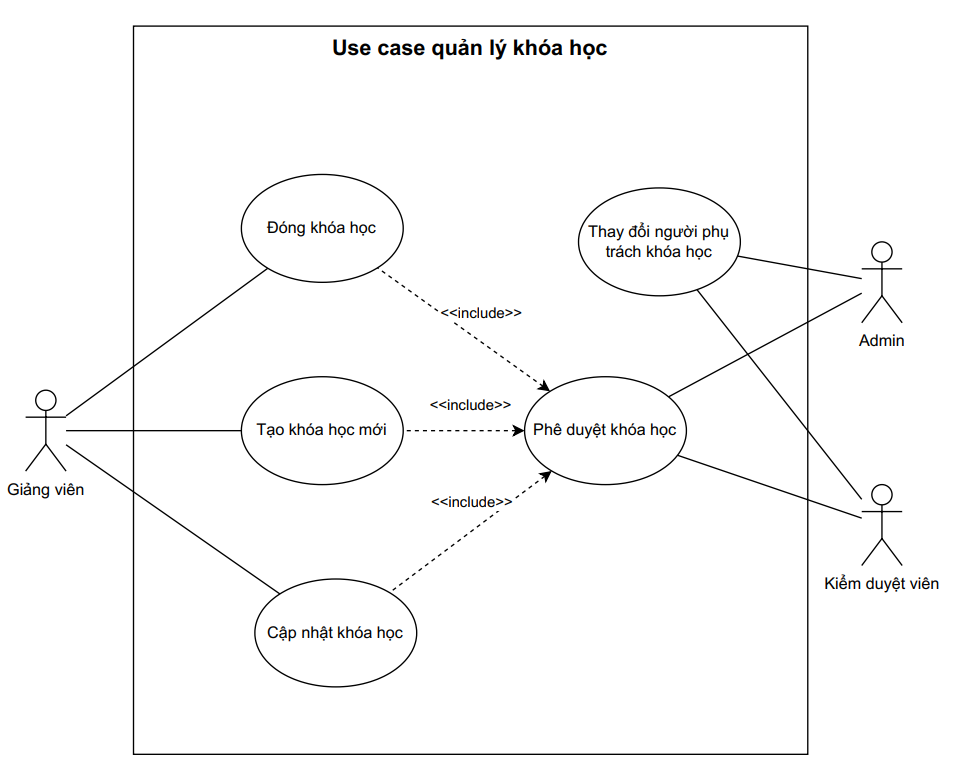 Use case quản lý khóa học
Đóng khóa học
Thay đổi người phụ
trách khóa học
<<include>>
Admin
<<include>>
Tạo khóa học mới
Phê duyệt khóa học
Giảng viên
<<include>>
Kiểm duyệt viên
Cập nhật khóa học